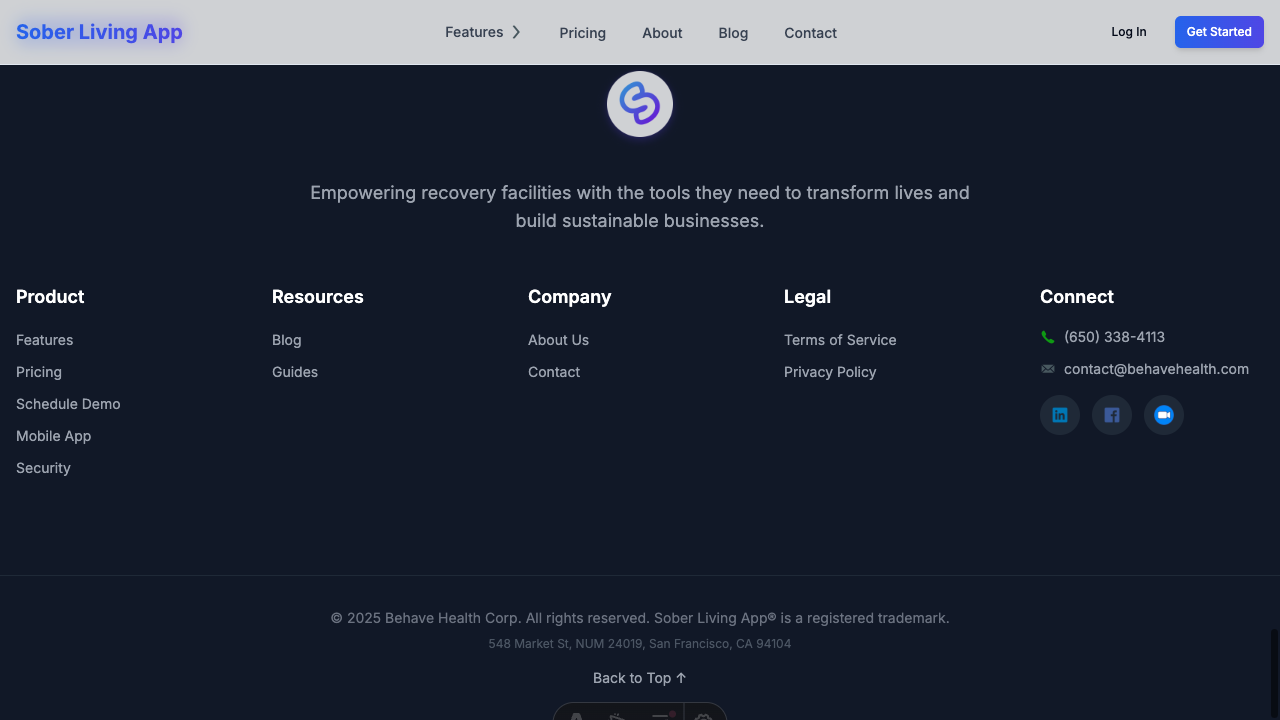 Sober Living App
Features
Pricing
About
Blog
Contact
Log In
Get Started
Empowering recovery facilities with the tools they need to transform lives and
build sustainable businesses.
Product
Features
Pricing
Schedule Demo
Mobile App
Security
Resources
Blog
Guides
Company
About Us
Contact
Legal
Terms of Service
Privacy Policy
Connect
(650) 338-4113
contact@behavehealth.com
© 2025 Behave Health Corp. All rights reserved. Sober Living App® is a registered trademark.
548 Market St, NUM 24019, San Francisco, CA 94104
Back to Top ↑